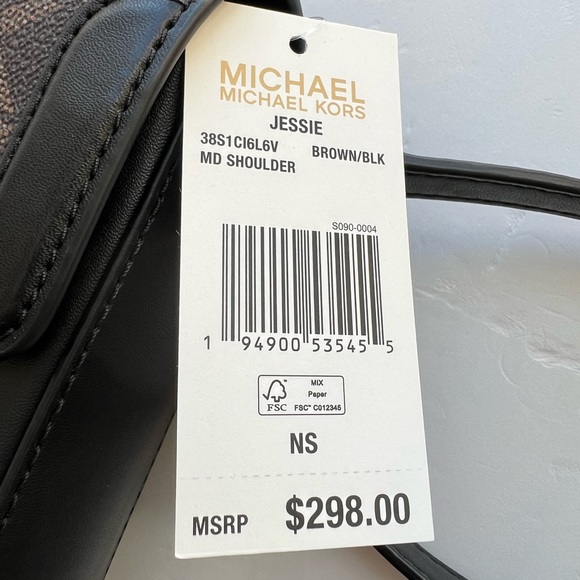 MICHAEL
MICHAEL KORS
JESSIE
38S1CI6L6V BROWN/BLK
MD SHOULDER
S090-0004
1 94900 53545 5
FSC
MIX
Paper
FSC™ C012345
NS
MSRP $298.00